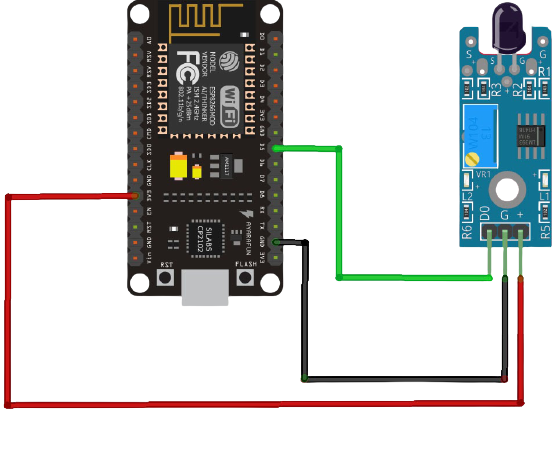 A0
RSV
RSV
SD3
SD2
SD1
CMD
SD0
CLK
GND
3V3
EN
RST
GND
Vin
D0
D1
D2
D3
D4
3V3
GND
D5
D6
D7
D8
RX
TX
GND
3V3
FC
MODEL
VENDOR
ESP8266MOD
AI/THINKER
ISM 2.4GHz
PA +25dBm
802.11b/g/n
WiFi
AM1117
SILABS
CP2102
AYARAFUN
RST
FLASH
S
G
S
G
+
+
R1
R3
R2
VR1
+
+
L2
L1
R6
R5
D0
G
+